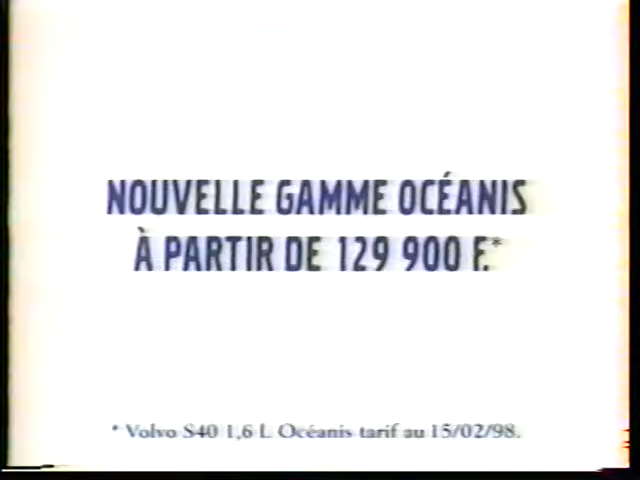 NOUVELLE GAMME OCÉANIS
À PARTIR DE 129 900 F.*
* Volvo S40 1,6 L Océanis tarif au 15/02/98.